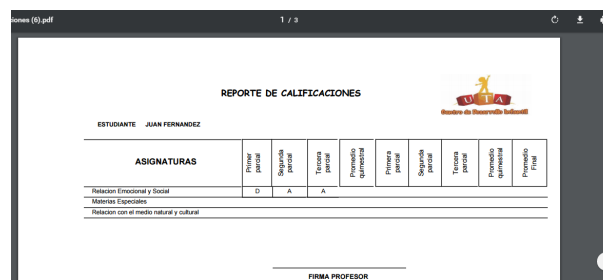 iones (6).pdf
1 / 3
REPORTE DE CALIFICACIONES
UTA
Centro de Desarrollo Infantil
ESTUDIANTE JUAN FERNANDEZ
ASIGNATURAS
Primer parcial
Segunda parcial
Tercera parcial
Promedio quimestral
Primera parcial
Segunda parcial
Tercera parcial
Promedio quimestral
Promedio Final
Relacion Emocional y Social D A A
Materias Especiales
Relacion con el medio natural y cultural
FIRMA PROFESOR